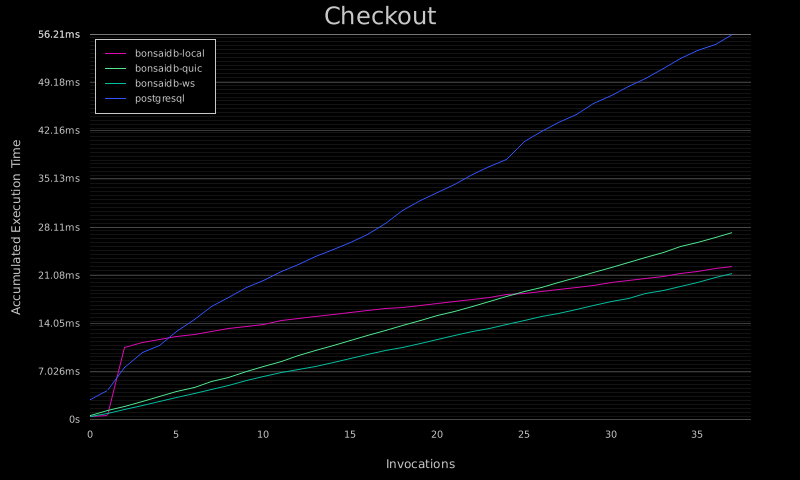 Checkout
56.21ms
49.18ms
42.16ms
35.13ms
28.11ms
21.08ms
14.05ms
7.026ms
0s
Accumulated Execution Time
bonsaidb-local
bonsaidb-quic
bonsaidb-ws
postgresql
0 5 10 15 20 25 30 35
Invocations